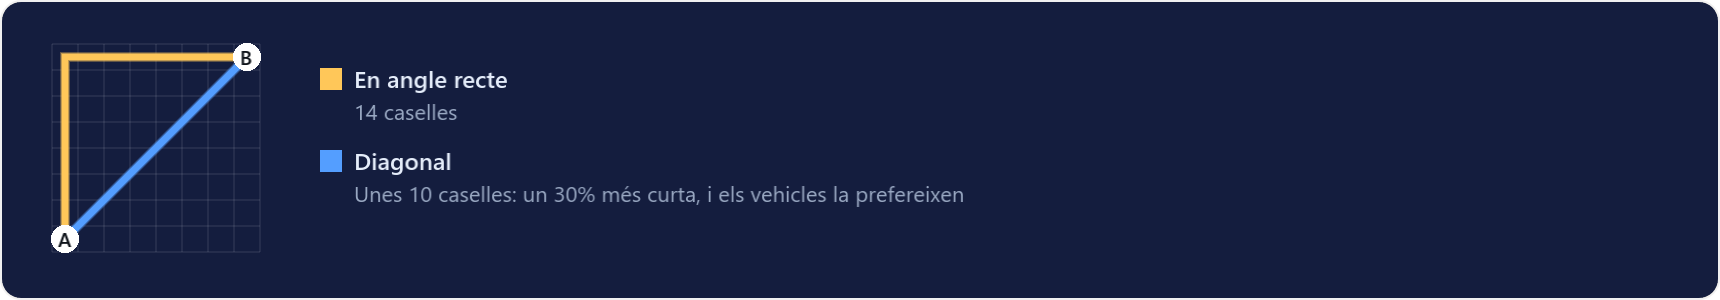 B
En angle recte
14 caselles
Diagonal
Unes 10 caselles: un 30% més curta, i els vehicles la prefereixen
A